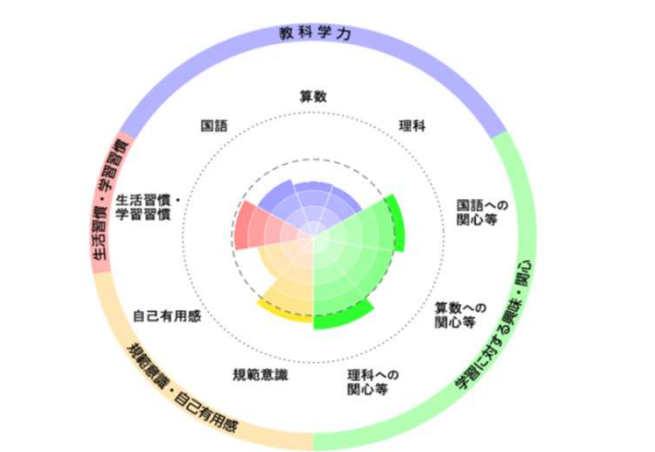 教科学力
算数
国語
理科
生活習慣・学習習慣
生活習慣・
学習習慣
国語への
関心等
自己有用感
算数への
関心等
学習に対する興味・関心
規範意識
理科への
関心等
規範意識・自己有用感